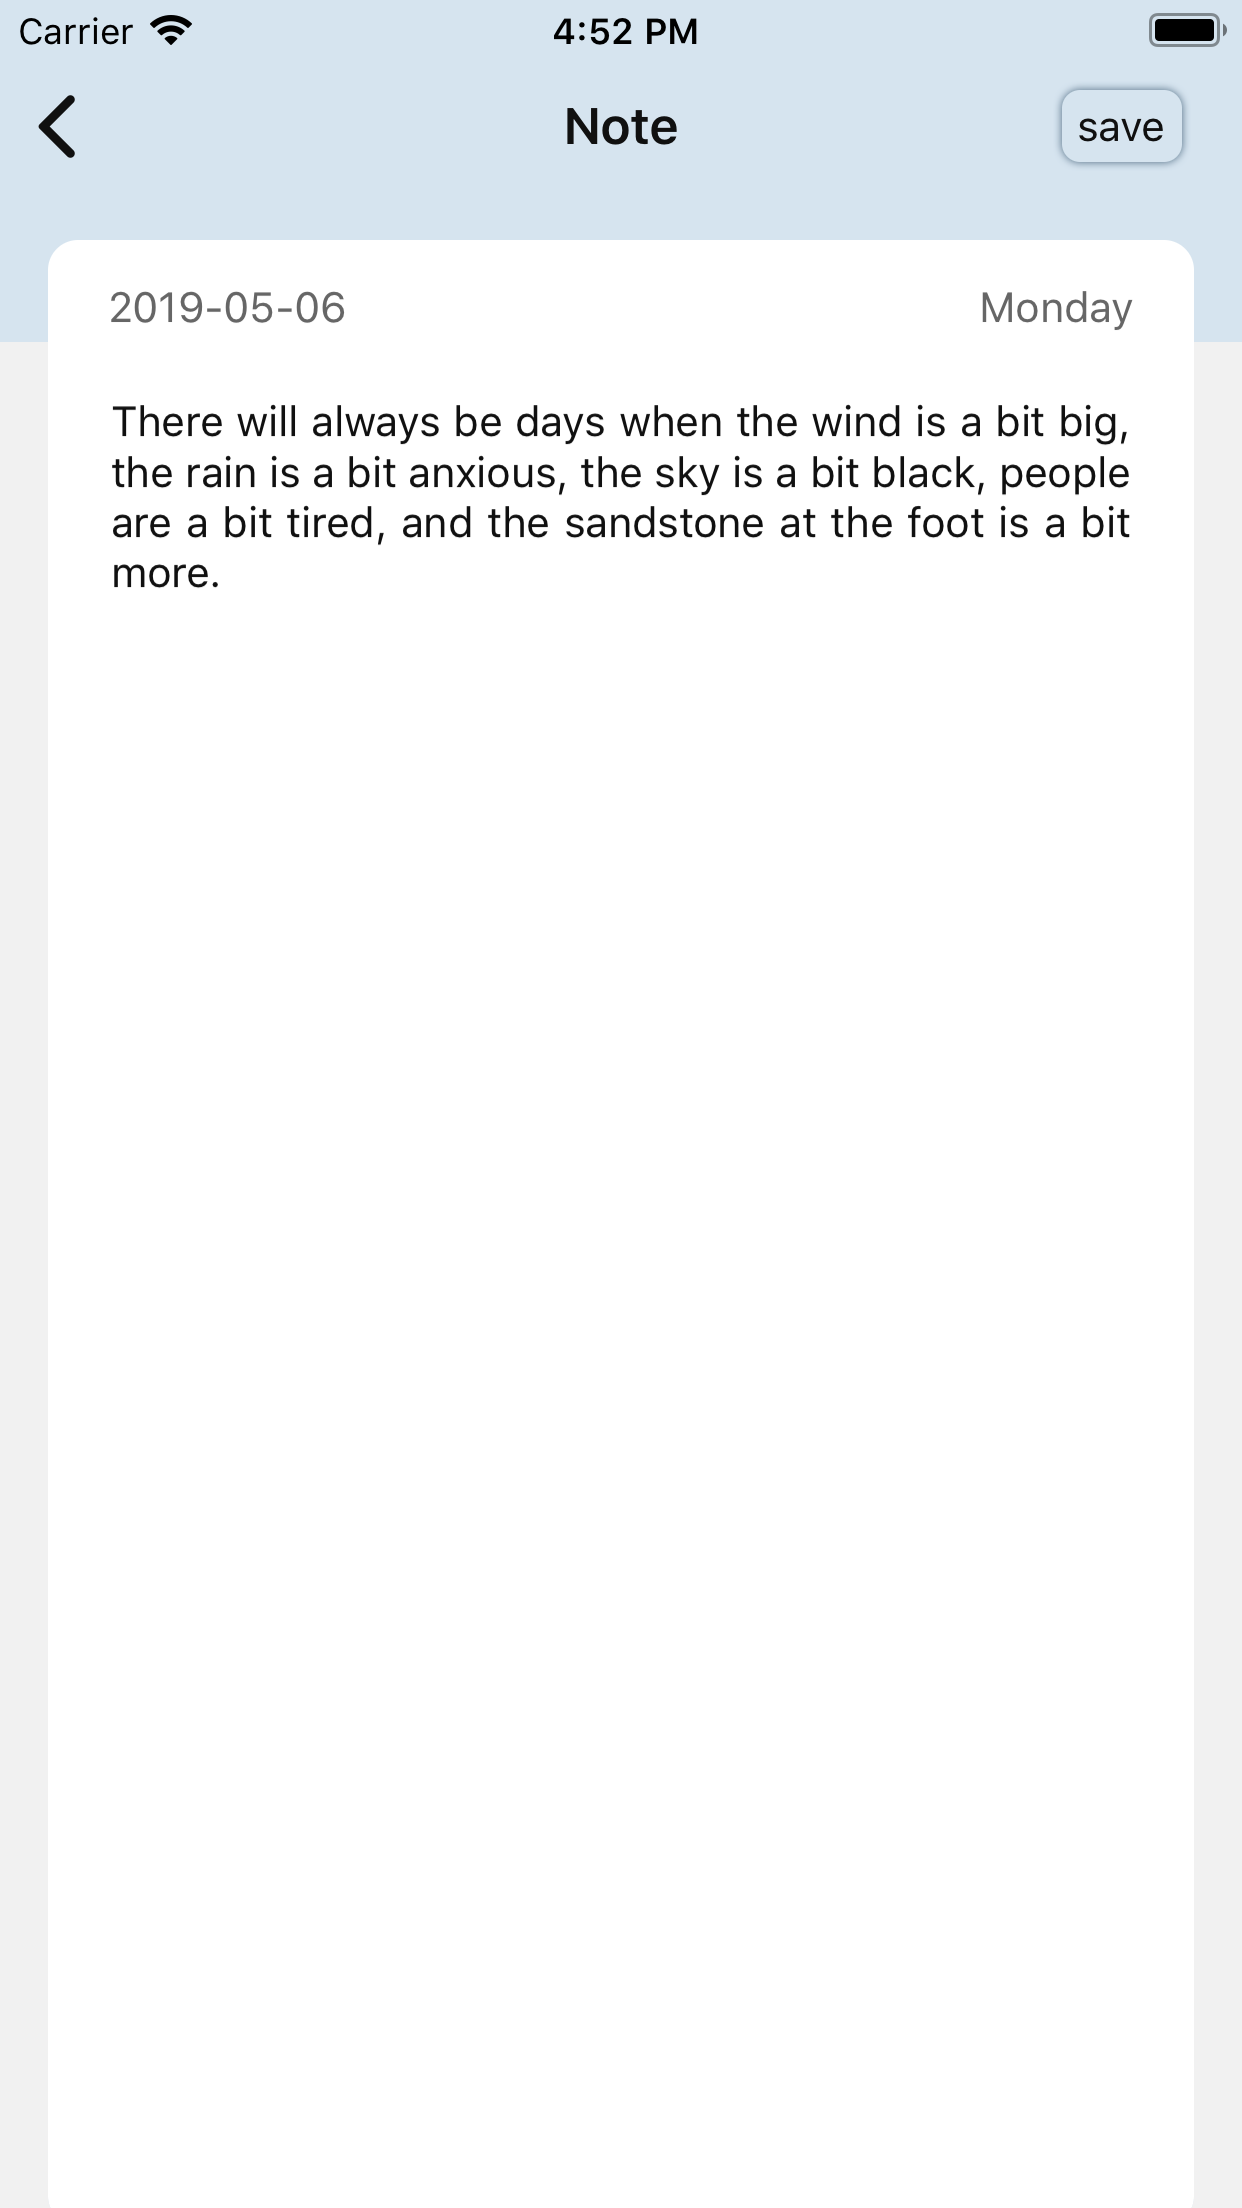 Carrier 4:52 PM
Note save
2019-05-06 Monday
There will always be days when the wind is a bit big,
the rain is a bit anxious, the sky is a bit black, people
are a bit tired, and the sandstone at the foot is a bit
more.